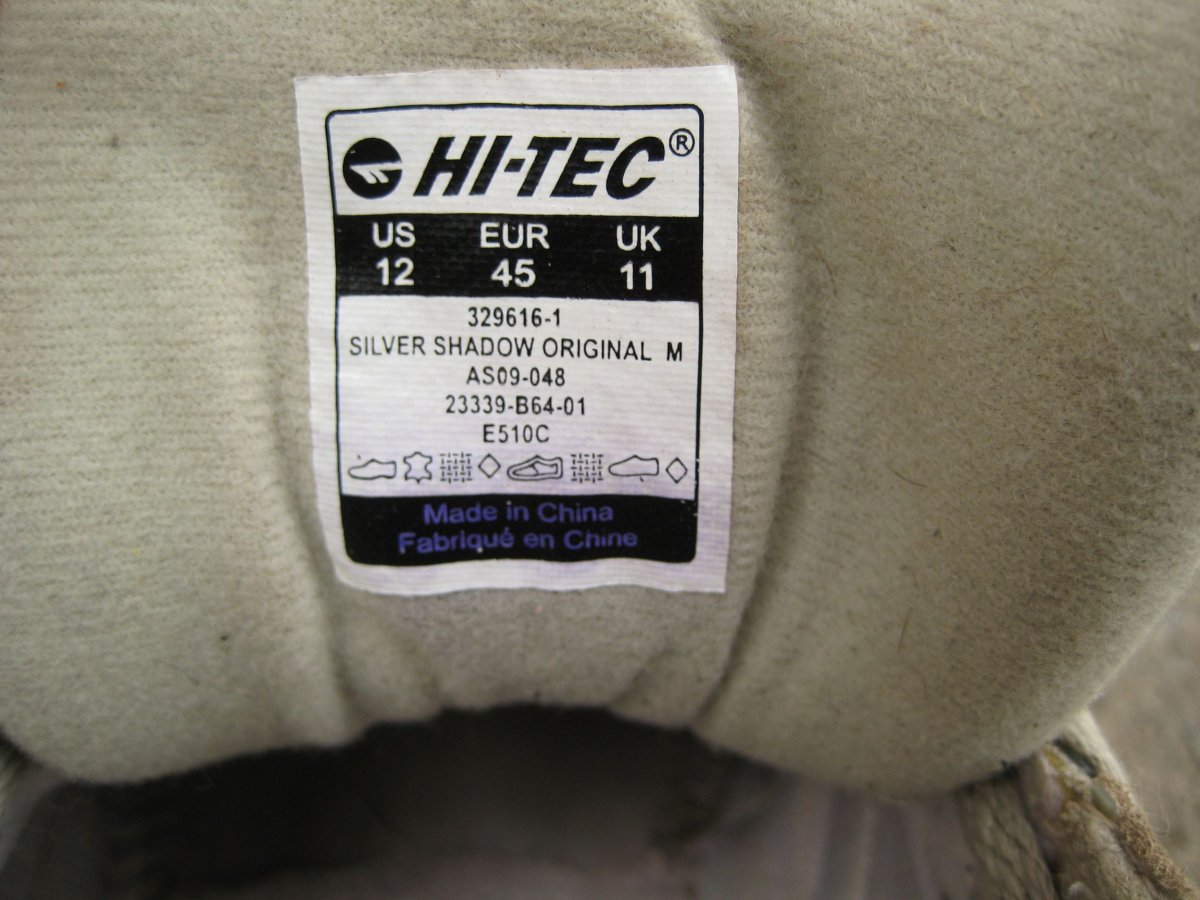 HI-TEC®
US EUR UK
12 45 11
329616-1
SILVER SHADOW ORIGINAL M
AS09-048
23339-B64-01
E510C
Made in China
Fabriqué en Chine